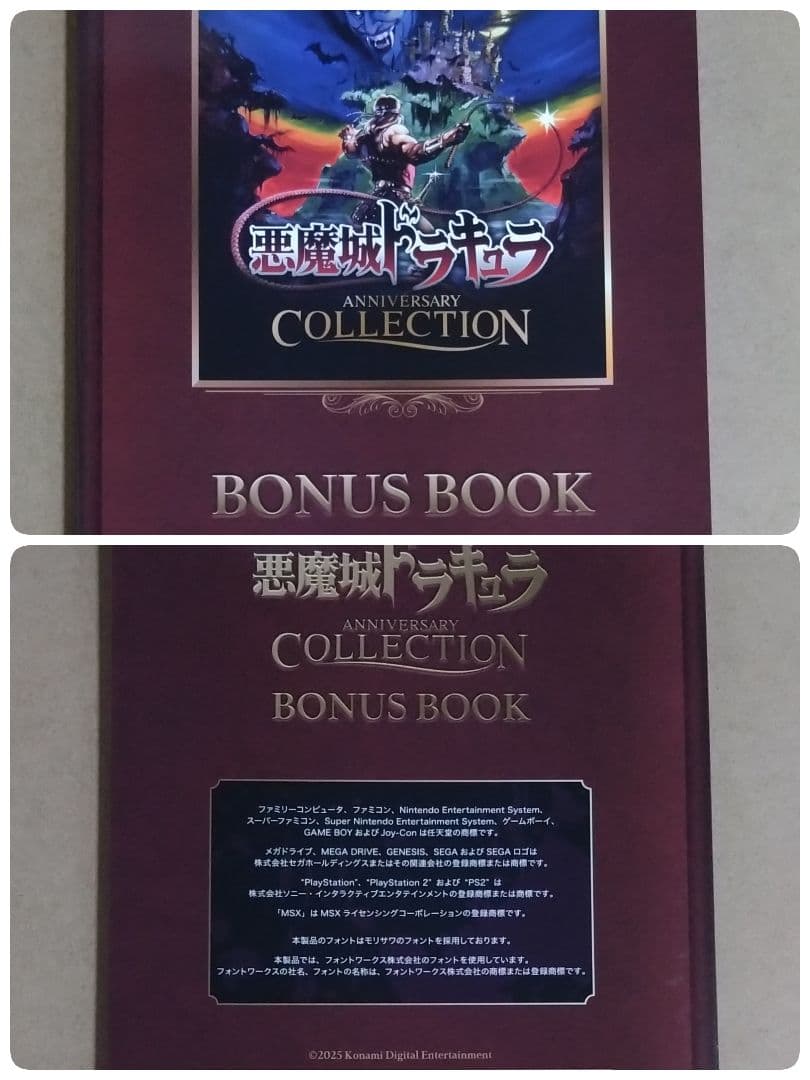 悪魔城ドラキュラ
ANNIVERSARY
COLLECTION
BONUS BOOK
悪魔城ドラキュラ
ANNIVERSARY
COLLECTION
BONUS BOOK
ファミリーコンピュータ、ファミコン、Nintendo Entertainment System、
スーパーファミコン、Super Nintendo Entertainment System、ゲームボーイ、
GAME BOY および Joy-Con は任天堂の商標です。
メガドライブ、MEGA DRIVE、GENESIS、SEGA および SEGA ロゴは
株式会社セガホールディングスまたはその関連会社の登録商標または商標です。
"PlayStation"、"PlayStation 2" および "PS2" は
株式会社ソニー・インタラクティブエンタテインメントの登録商標または商標です。
「MSX」は MSX ライセンシングコーポレーションの登録商標です。
本製品のフォントはモリサワのフォントを採用しております。
本製品では、フォントワークス株式会社のフォントを使用しています。
フォントワークスの社名、フォントの名称は、フォントワークス株式会社の商標または登録商標です。
©2025 Konami Digital Entertainment